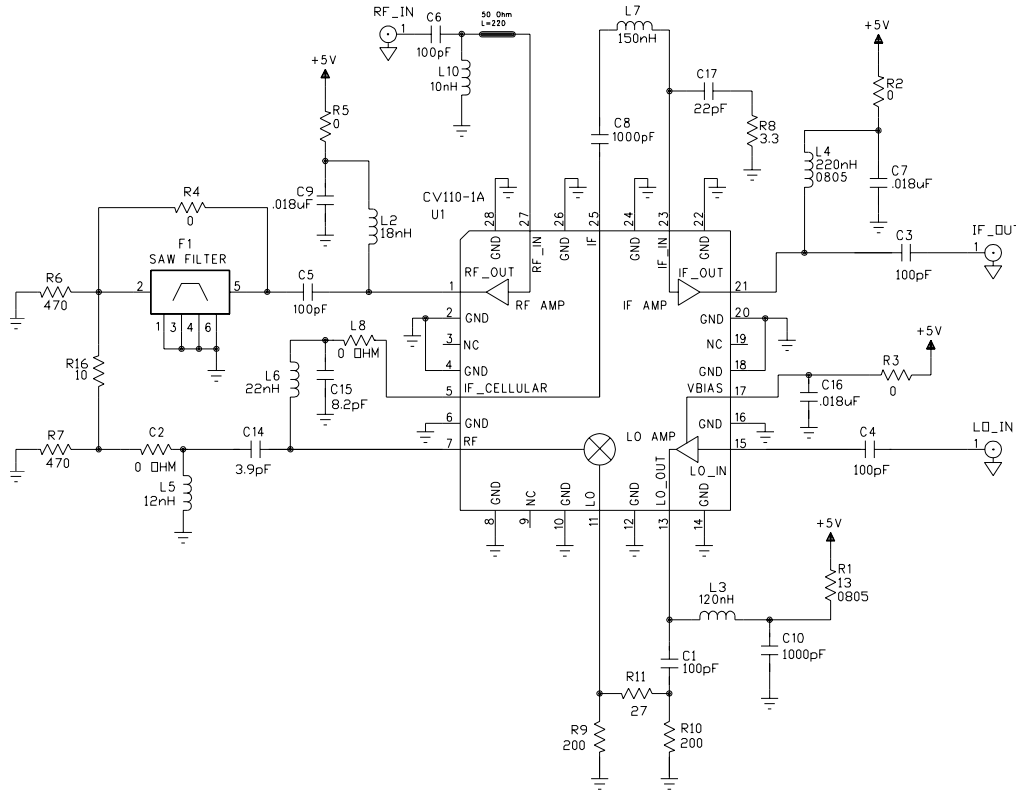 RF_IN
1
C6
100pF
50 Ohm
L=220
L10
10nH
L7
150nH
C17
22pF
R8
3.3
C8
1000pF
+5V
R5
0
C9
.018uF
L2
18nH
+5V
R2
0
L4
220nH
0805
C7
.018uF
C3
100pF
IF_OUT
1
R4
0
F1
SAW FILTER
2
5
1
3
4
6
R6
470
C5
100pF
R16
10
R7
470
C2
0 OHM
L5
12nH
C14
3.9pF
L6
22nH
C15
8.2pF
L8
0 OHM
CV110-1A
U1
28
GND
27
RF_IN
26
GND
25
IF
24
GND
23
IF_IN
22
GND
1
RF_OUT
RF AMP
2
GND
3
NC
4
GND
5
IF_CELLULAR
6
GND
7
RF
IF_OUT
21
IF AMP
GND
20
NC
19
GND
18
VBIAS
17
GND
16
LO AMP
15
LO_IN
LO_OUT
8
GND
9
NC
10
GND
11
LO
12
GND
13
14
GND
+5V
R3
0
C16
.018uF
C4
100pF
LO_IN
1
+5V
R1
13
0805
L3
120nH
C10
1000pF
C1
100pF
R11
27
R9
200
R10
200